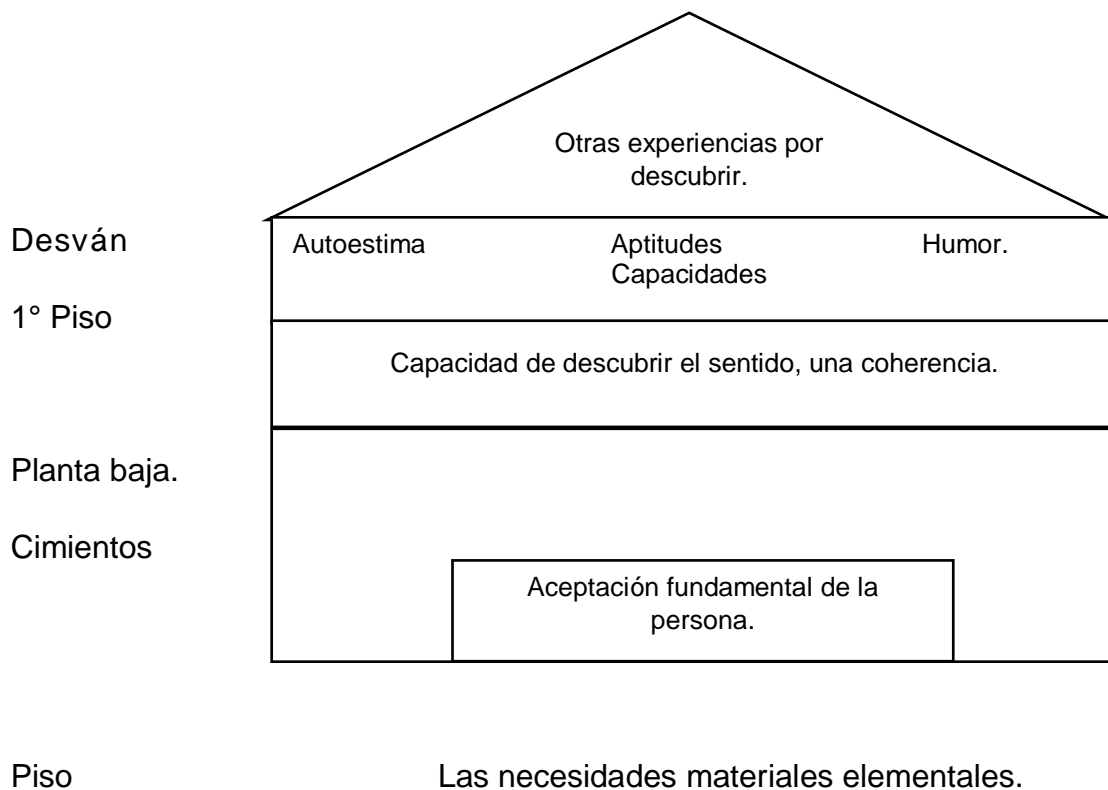 Otras experiencias por
descubrir.
Desván
Autoestima Aptitudes Humor.
Capacidades
1° Piso
Capacidad de descubrir el sentido, una coherencia.
Planta baja.
Cimientos
Aceptación fundamental de la
persona.
Piso Las necesidades materiales elementales.